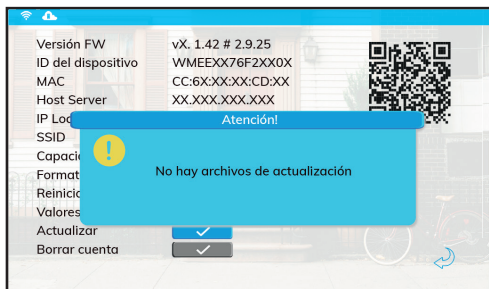 Versión FW vX. 1.42 # 2.9.25
ID del dispositivo WMEEXX76F2XX0X
MAC CC:6X:XX:XX:CD:XX
Host Server XX.XXX.XXX.XXX
IP Loc
SSID
Atención!
Capaci
No hay archivos de actualización
Format
Reinici
Valores
Actualizar
Borrar cuenta